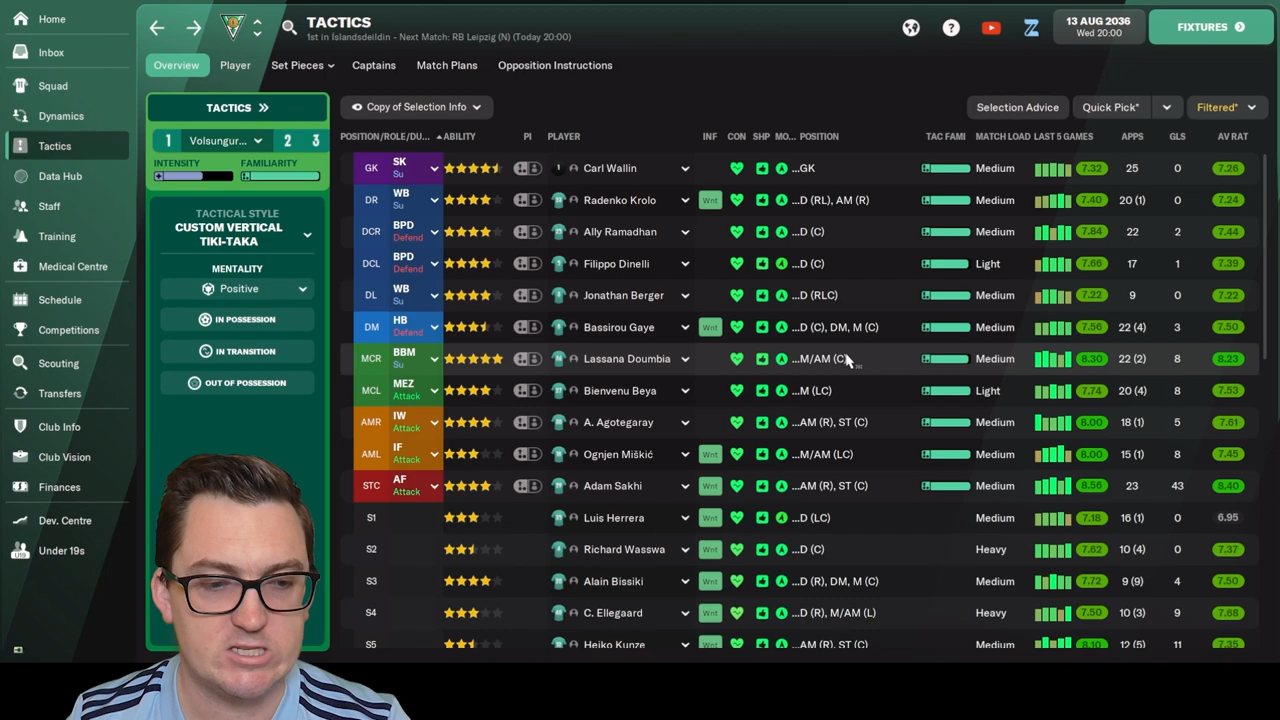 Home
Inbox
Squad
Dynamics
Tactics
Data Hub
Staff
Training
Medical Centre
Schedule
Competitions
Scouting
Transfers
Club Info
Club Vision
Finances
Dev. Centre
U19 Under 19s
TACTICS
1st in Íslandsdeildin - Next Match: RB Leipzig (N) (Today 20:00)
13 AUG 2036
Wed 20:00
FIXTURES
Overview Player Set Pieces Captains Match Plans Opposition Instructions
TACTICS
1 Volsungur... 2 3
INTENSITY FAMILIARITY
TACTICAL STYLE
CUSTOM VERTICAL
TIKI-TAKA
MENTALITY
Positive
IN POSSESSION
IN TRANSITION
OUT OF POSSESSION
Copy of Selection Info Selection Advice Quick Pick* Filtered*
POSITION/ROLE/DU... ABILITY PI PLAYER INF CON SHP MO... POSITION TAC FAMI MATCH LOAD LAST 5 GAMES APPS GLS AV RAT
GK SK Su Carl Wallin ...GK Medium 7.32 25 0 7.26
DR WB Su Radenko Krolo Wnt ...D (RL), AM (R) Medium 7.40 20 (1) 0 7.24
DCR BPD Defend Ally Ramadhan ...D (C) Medium 7.84 22 2 7.44
DCL BPD Defend Filippo Dinelli ...D (C) Light 7.66 17 1 7.39
DL WB Su Jonathan Berger ...D (RLC) Medium 7.22 9 0 7.22
DM HB Defend Bassirou Gaye Wnt ...D (C), DM, M (C) Medium 7.56 22 (4) 3 7.50
MCR BBM Su Lassana Doumbia ...M/AM (C) Medium 8.30 22 (2) 8 8.23
MCL MEZ Attack Bienvenu Beya ...M (LC) Light 7.74 20 (4) 8 7.53
AMR IW Attack A. Agotegaray ...AM (R), ST (C) Medium 8.00 18 (1) 5 7.61
AML IF Attack Ognjen Miškić Wnt ...M/AM (LC) Medium 8.00 15 (1) 8 7.45
STC AF Attack Adam Sakhi Wnt ...AM (R), ST (C) Medium 8.56 23 43 8.40
S1 Luis Herrera Wnt ...D (LC) Medium 7.18 16 (1) 0 6.95
S2 Richard Wasswa Wnt ...D (C) Heavy 7.62 10 (4) 0 7.37
S3 Alain Bissiki Wnt ...D (R), DM, M (C) Medium 7.72 9 (9) 4 7.50
S4 C. Ellegaard Wnt ...D (R), M/AM (L) Heavy 7.50 10 (3) 9 7.68
S5 Heiko Kunze Wnt ...AM (R), ST (C) Medium 8.10 12 (5) 11 7.35